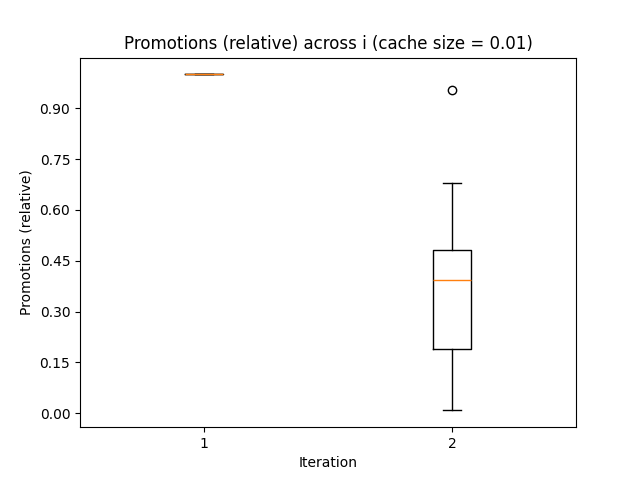 Promotions (relative) across i (cache size = 0.01)
Promotions (relative)
0.90
0.75
0.60
0.45
0.30
0.15
0.00
1 2
Iteration